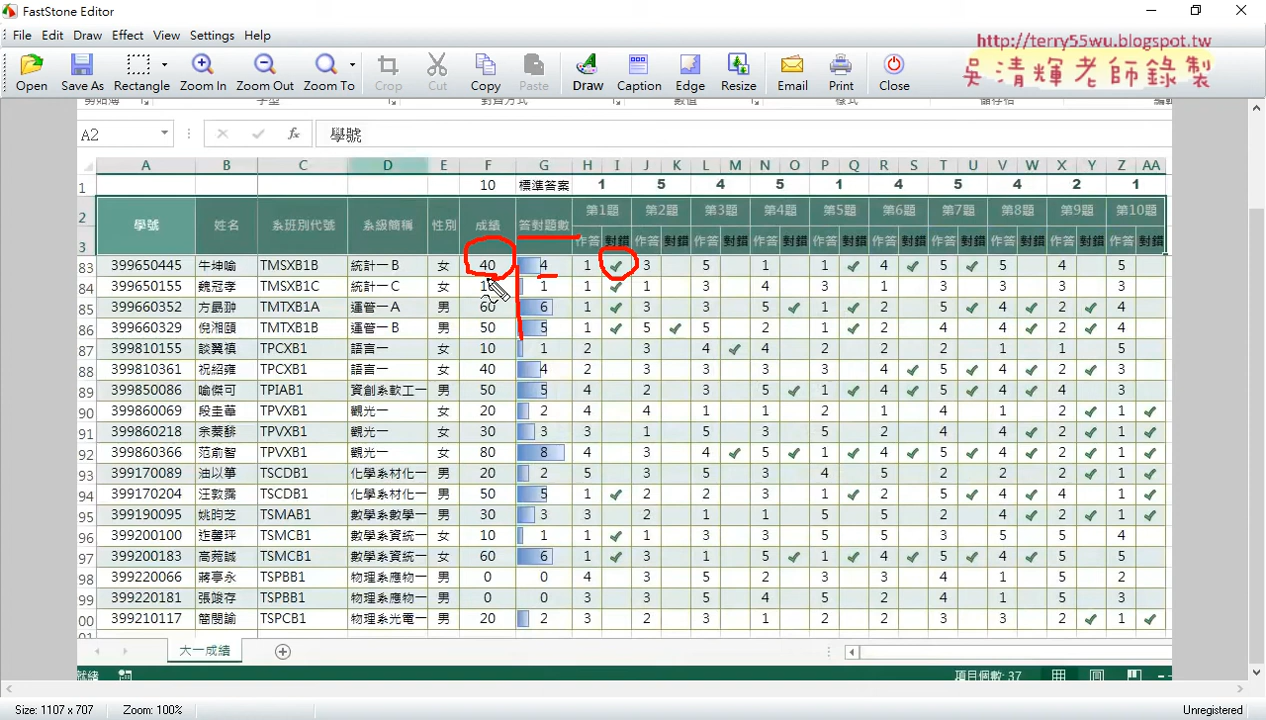 FastStone Editor
File Edit Draw Effect View Settings Help
http://terry55wu.blogspot.tw
吳清輝老師錄製
Open Save As Rectangle Zoom In Zoom Out Zoom To Crop Cut Copy Paste Draw Caption Edge Resize Email Print Close
A2 fx 學號
A B C D E F G H I J K L M N O P Q R S T U V W X Y Z AA
1 10 標準答案 1 5 4 5 1 4 5 4 2 1
2 學號 姓名 系班別代號 系級簡稱 性別 成績 答對題數 第1題 第2題 第3題 第4題 第5題 第6題 第7題 第8題 第9題 第10題
3 作答 對錯 作答 對錯 作答 對錯 作答 對錯 作答 對錯 作答 對錯 作答 對錯 作答 對錯 作答 對錯 作答 對錯
83 399650445 牛坤喻 TMSXB1B 統計一B 女 40 4 1 ✔ 3 5 1 1 ✔ 4 ✔ 5 ✔ 5 4 5
84 399650155 魏冠孝 TMSXB1C 統計一C 女 1 1 ✔ 1 3 4 3 1 3 3 3 3
85 399660352 方勗翀 TMTXB1A 運管一A 男 60 6 1 ✔ 3 3 5 ✔ 1 ✔ 2 5 ✔ 4 ✔ 2 ✔ 4
86 399660329 倪湘頤 TMTXB1B 運管一B 男 50 5 1 ✔ 5 ✔ 5 2 1 ✔ 2 2 4 ✔ 2 ✔ 4
87 399810155 談翼禛 TPCXB1 語言一 女 10 1 2 3 4 ✔ 4 2 2 2 1 1 5
88 399810361 祝紹嫜 TPCXB1 語言一 女 40 4 2 3 3 3 3 4 ✔ 5 ✔ 4 ✔ 2 ✔ 3
89 399850086 喻傑可 TPIAB1 資創系軟工一 男 50 5 4 2 3 5 ✔ 1 ✔ 4 ✔ 5 ✔ 4 ✔ 4 3
90 399860069 段圭華 TPVXB1 觀光一 女 20 2 4 4 1 1 2 1 4 1 2 ✔ 1 ✔
91 399860218 TPVXB1 觀光一 女 30 3 3 1 5 3 5 2 4 4 ✔ 2 ✔ 1 ✔
92 399860366 范俞智 TPVXB1 觀光一 女 80 8 4 3 4 ✔ 5 ✔ 1 ✔ 4 ✔ 5 ✔ 4 ✔ 2 ✔ 1 ✔
93 399170089 油以華 TSCDB1 化學系材化一 男 20 2 5 3 5 3 4 5 2 2 2 ✔ 1 ✔
94 399170204 汪敦霱 TSCDB1 化學系材化一 男 50 5 1 ✔ 2 2 3 1 ✔ 2 5 ✔ 4 ✔ 4 1 ✔
95 399190095 姚昀芝 TSMAB1 數學系數學一 男 30 3 2 3 1 1 5 5 2 4 ✔ 2 ✔ 1 ✔
96 399200100 迮馨玶 TSMCB1 數學系資統一 女 10 1 1 ✔ 1 3 3 5 5 3 5 5 4
97 399200183 高苑誠 TSMCB1 數學系資統一 女 60 6 1 ✔ 3 1 5 ✔ 1 ✔ 4 ✔ 5 ✔ 4 ✔ 5 5
98 399220066 蔣亭永 TSPBB1 物理系應物一 男 0 0 4 3 5 2 3 3 4 1 5 2
99 399220181 張竣存 TSPBB1 物理系應物一 男 0 0 3 3 4 5 5 2 4 1 5 3
00 399210117 簡閱諭 TSPCB1 物理系光電一 男 20 2 3 2 3 1 2 2 3 3 2 ✔ 1 ✔
大一成績
就緒 項目個數: 37
Size: 1107 x 707 Zoom: 100% Unregistered